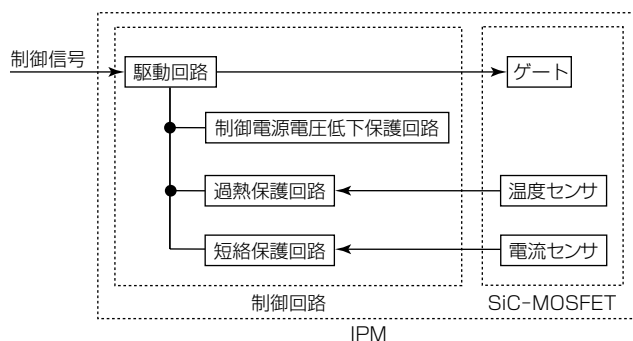 制御信号
駆動回路
ゲート
制御電源電圧低下保護回路
過熱保護回路
温度センサ
短絡保護回路
電流センサ
制御回路
SiC-MOSFET
IPM